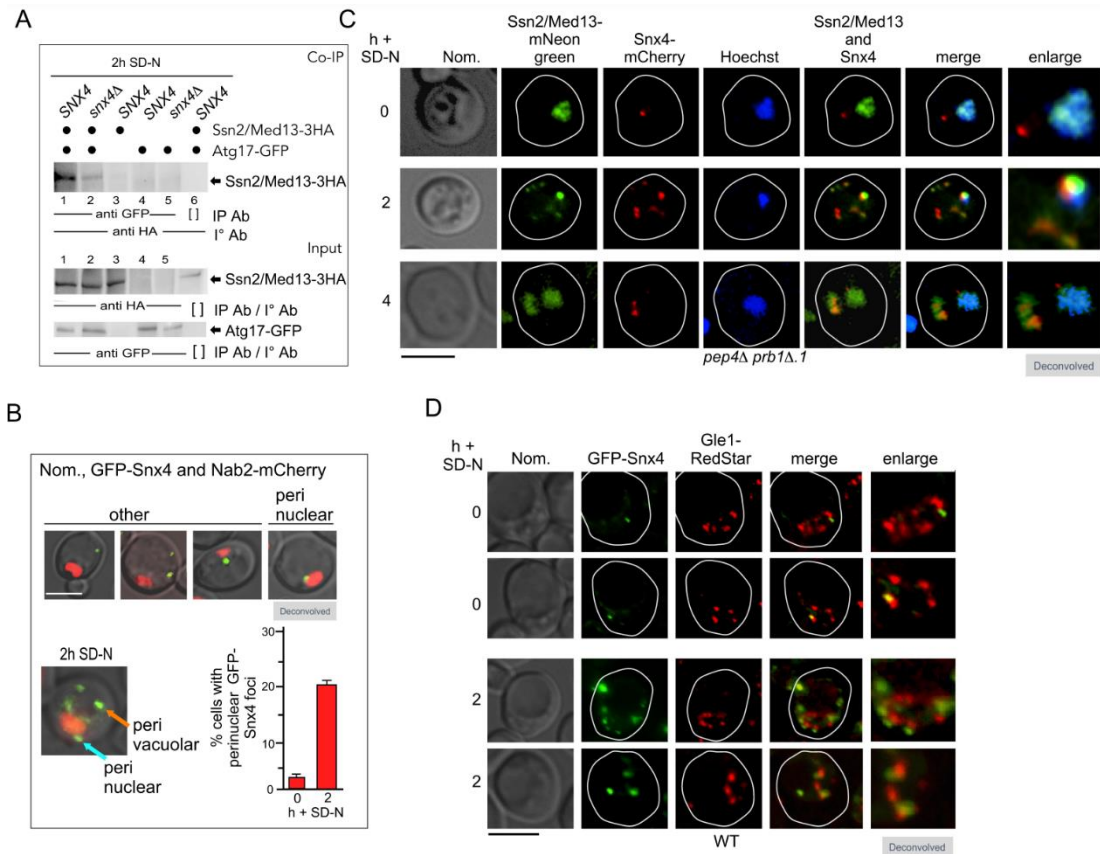 A
2h SD-N
Co-IP
SNX4 snx4Δ SNX4 SNX4 snx4Δ SNX4
Ssn2/Med13-3HA
Atg17-GFP
Ssn2/Med13-3HA
1 2 3 4 5 6
anti GFP [ ] IP Ab
anti HA I° Ab
Input
1 2 3 4 5
Ssn2/Med13-3HA
anti HA [ ] IP Ab / I° Ab
Atg17-GFP
anti GFP [ ] IP Ab / I° Ab
B
Nom., GFP-Snx4 and Nab2-mCherry
other
peri
nuclear
Deconvolved
2h SD-N
peri
vacuolar
peri
nuclear
% cells with
perinuclear GFP-
Snx4 foci
30
20
20
10
0
0 2
h + SD-N
C
h +
SD-N
Nom.
Ssn2/Med13-
mNeon
green
Snx4-
mCherry
Hoechst
Ssn2/Med13
and
Snx4
merge
enlarge
0
2
4
pep4Δ prb1Δ.1
Deconvolved
D
h +
SD-N
Nom.
GFP-Snx4
Gle1-
RedStar
merge
enlarge
0
0
2
2
WT
Deconvolved